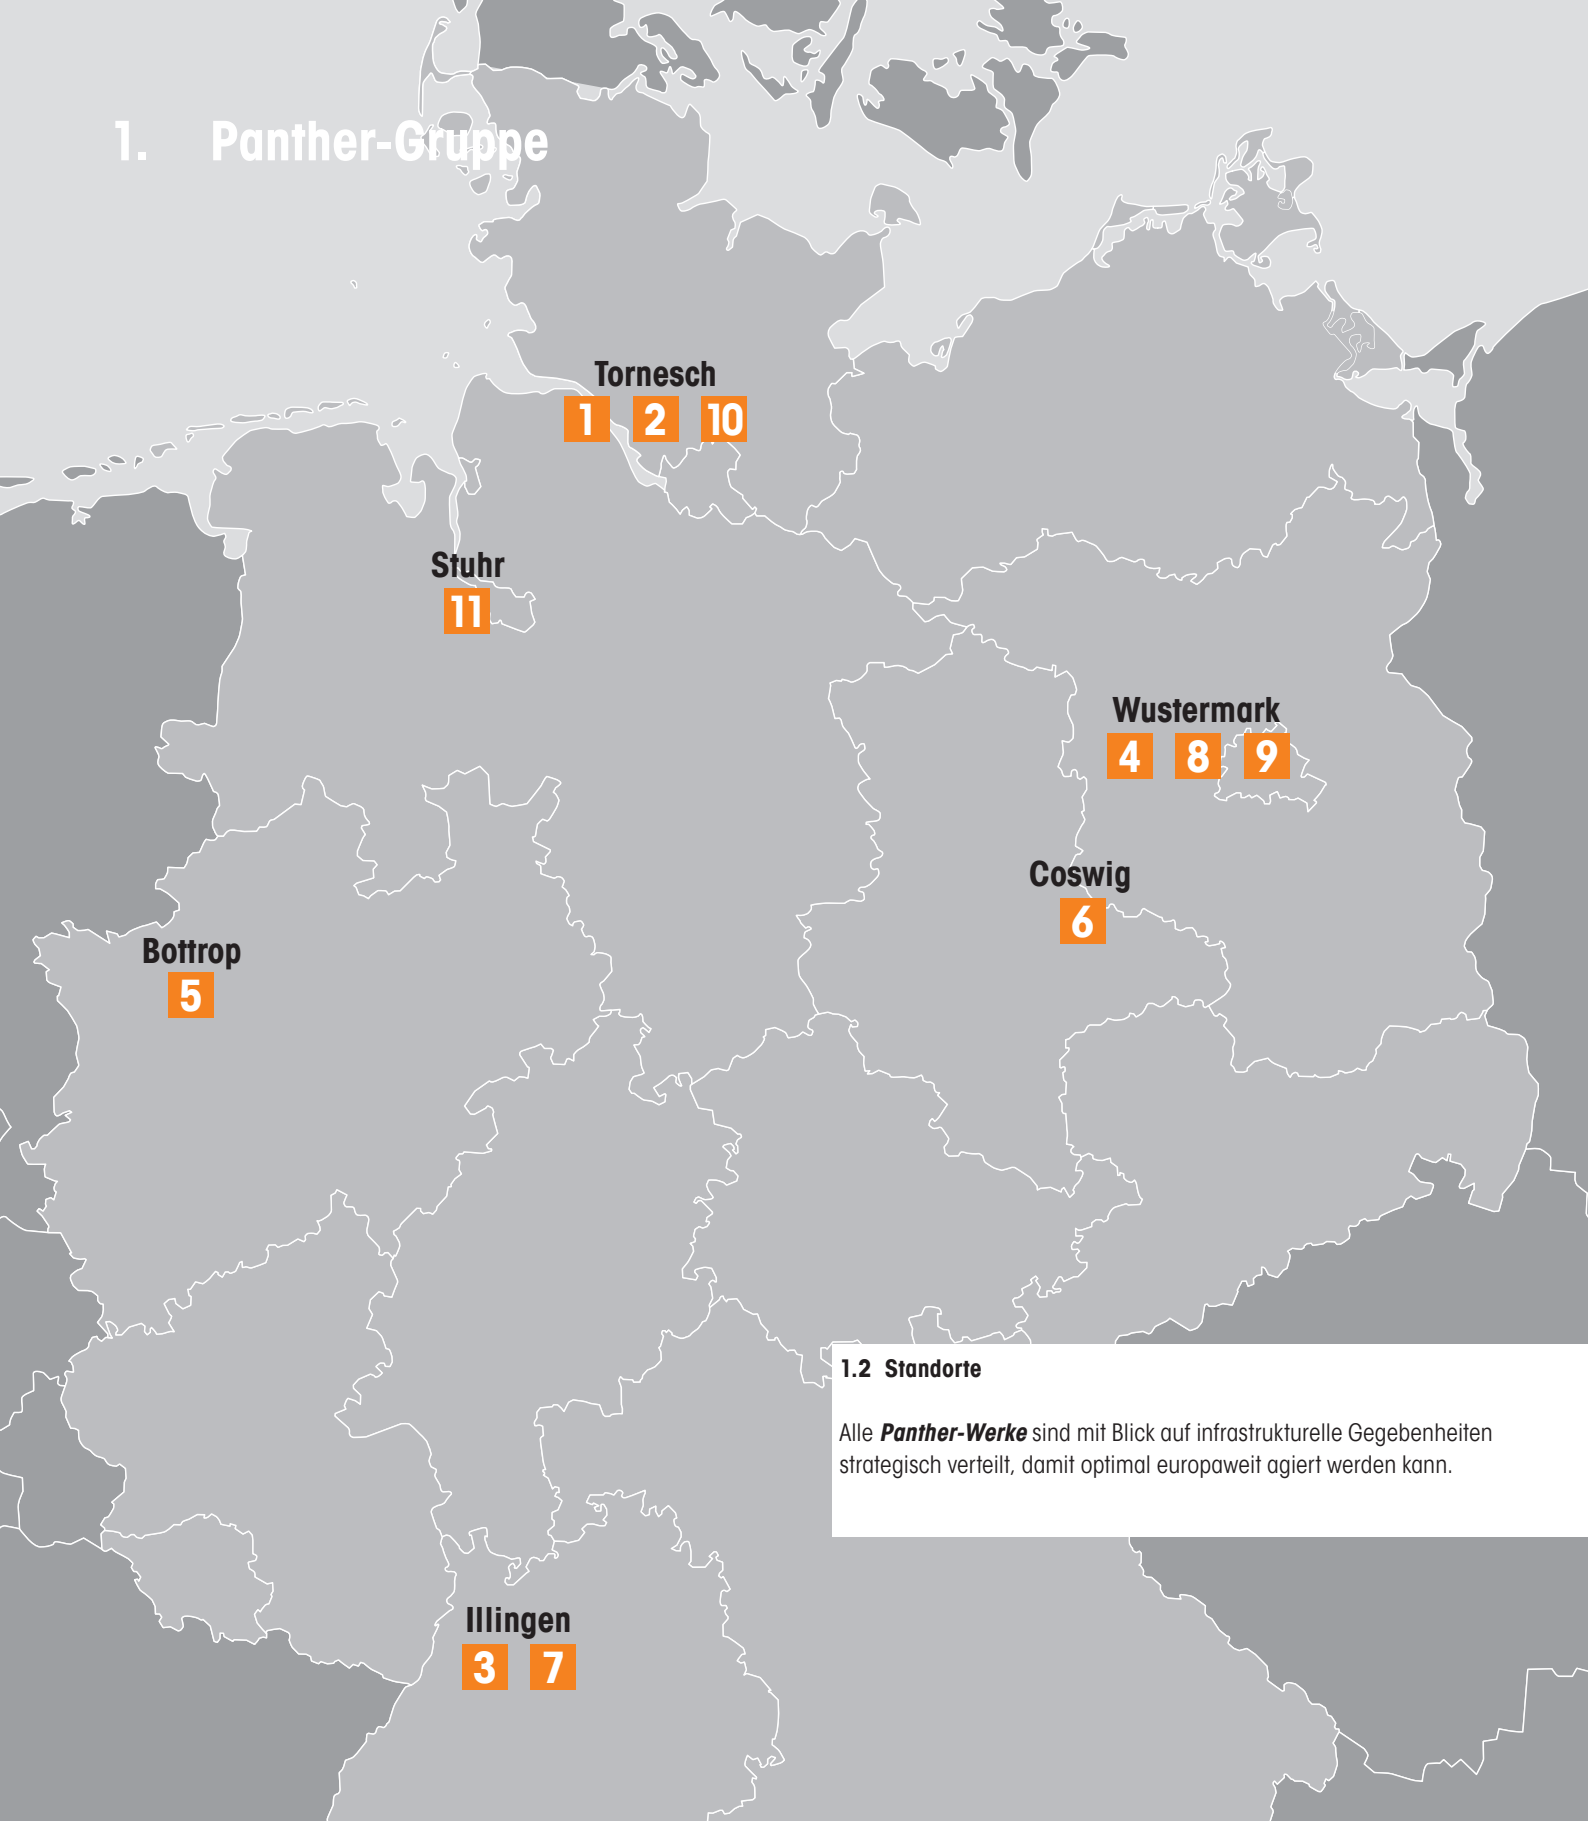 1. Panther-Gruppe
Tornesch
1 2 10
Stuhr
11
Wustermark
4 8 9
Coswig
6
Bottrop
5
1.2 Standorte
Alle Panther-Werke sind mit Blick auf infrastrukturelle Gegebenheiten
strategisch verteilt, damit optimal europaweit agiert werden kann.
Illingen
3 7